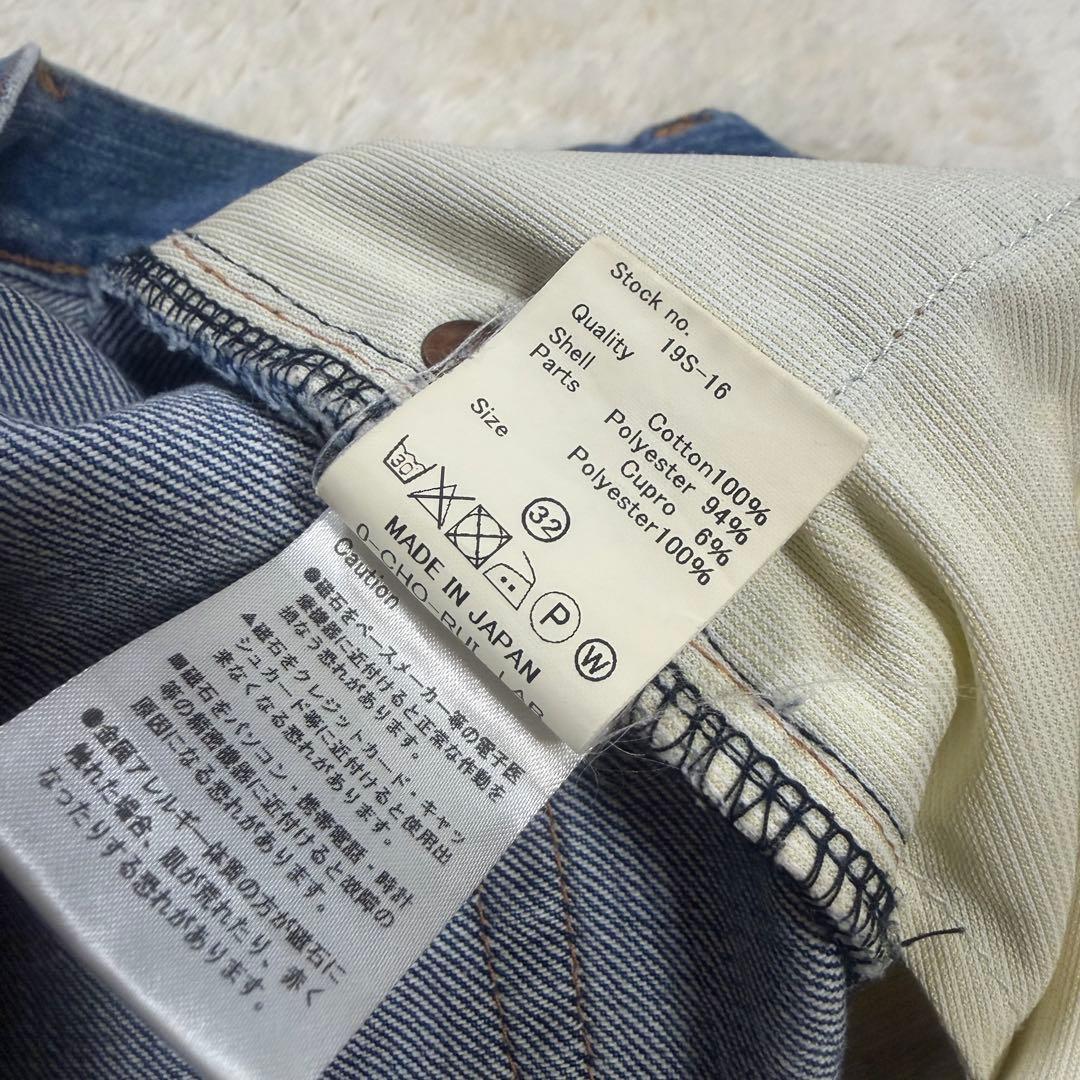 Stock no.
19S-16
Quality
Shell Cotton100%
Parts Polyester 94%
Cupro 6%
Polyester100%
Size 32
30
P W
MADE IN JAPAN
Caution
●磁石をペースメーカー等の電子医
療機器に近付けると正常な作動を
損なう恐れがあります。
▲磁石をクレジットカード・キャッ
シュカード等に近付けると使用出
来なくなる恐れがあります。
■磁石をパソコン・携帯電話・時計
等の精密機器に近付けると故障の
原因になる恐れがあります。
●金属アレルギー体質の方が磁石に
触れた場合、肌が荒れたり、赤く
なったりする恐れがあります。